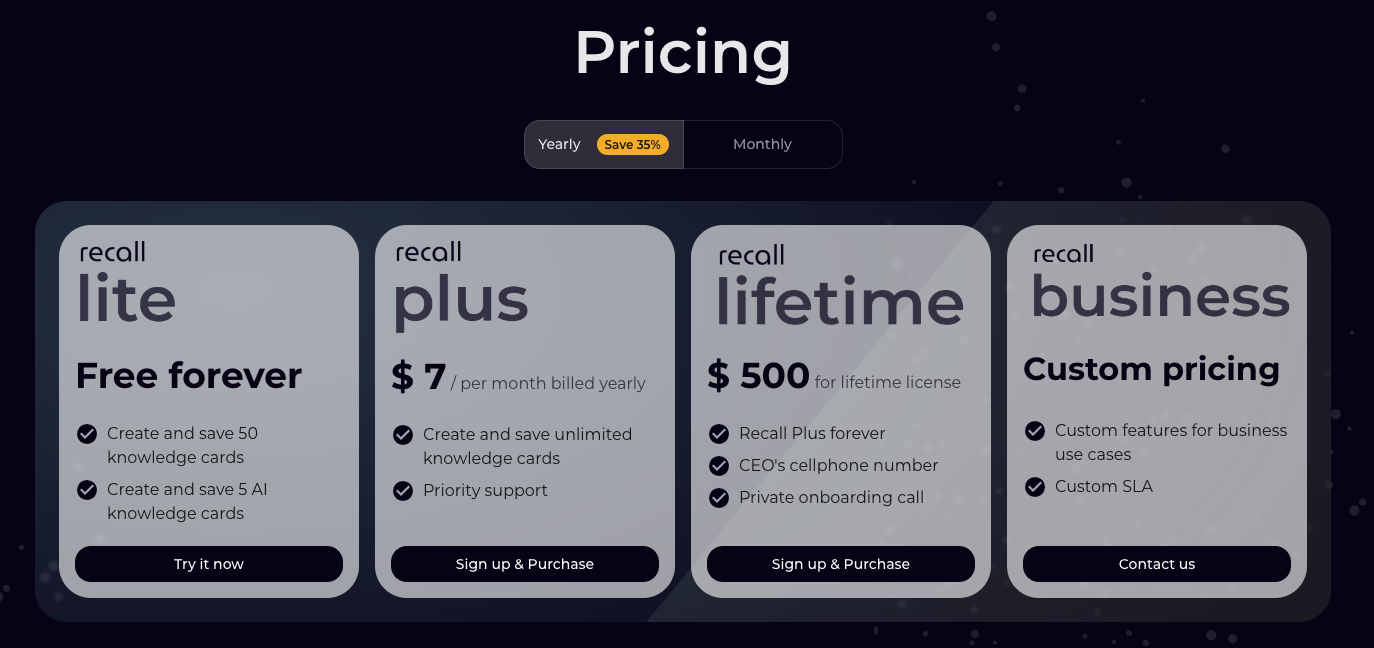 Pricing
Yearly Save 35% Monthly
recall
lite
Free forever
Create and save 50
knowledge cards
Create and save 5 AI
knowledge cards
Try it now
recall
plus
$ 7 / per month billed yearly
Create and save unlimited
knowledge cards
Priority support
Sign up & Purchase
recall
lifetime
$ 500 for lifetime license
Recall Plus forever
CEO's cellphone number
Private onboarding call
Sign up & Purchase
recall
business
Custom pricing
Custom features for business
use cases
Custom SLA
Contact us